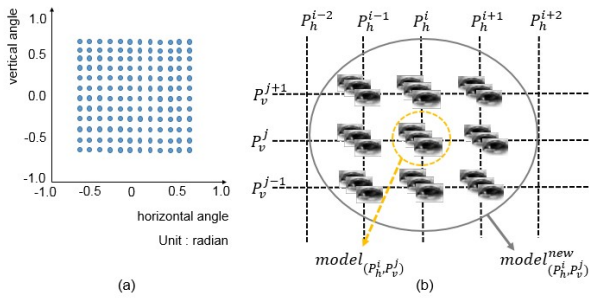 vertical angle
1.0
0.5
0.0
-0.5
-1.0
-1.0 -0.5 0 0.5 1.0
horizontal angle
Unit : radian
(a)
P_h^{i-2} P_h^{i-1} P_h^{i} P_h^{i+1} P_h^{i+2}
P_v^{j+1}
P_v^{j}
P_v^{j-1}
model_{(P_h^i,P_v^j)}
model^{new}_{(P_h^i,P_v^j)}
(b)